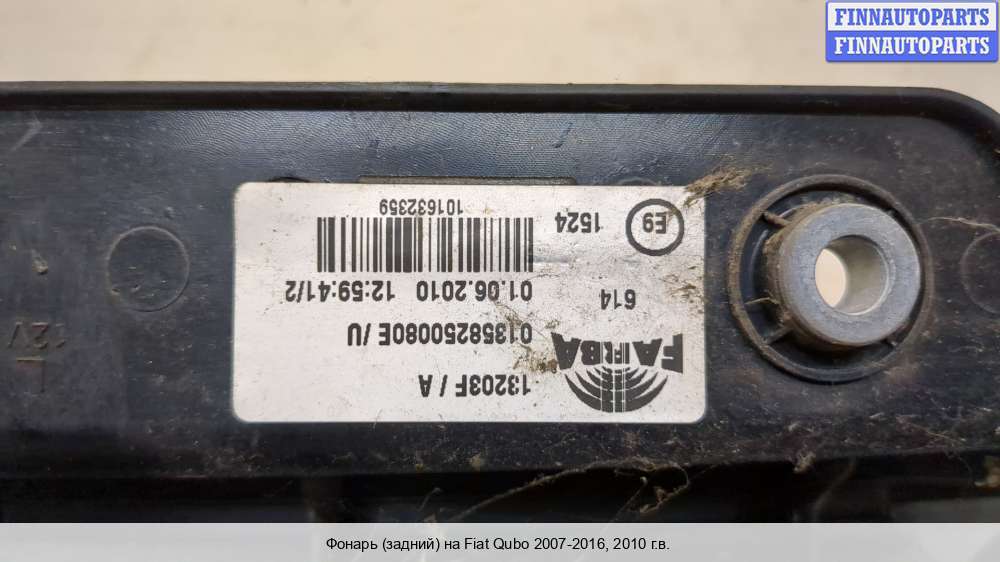 FINNAUTOPARTS
FINNAUTOPARTS
13203F / A
FARBA
01358250080E /U
614
01.06.2010 12:59:41/2
E9
1524
101632359
12V
Фонарь (задний) на Fiat Qubo 2007-2016, 2010 г.в.